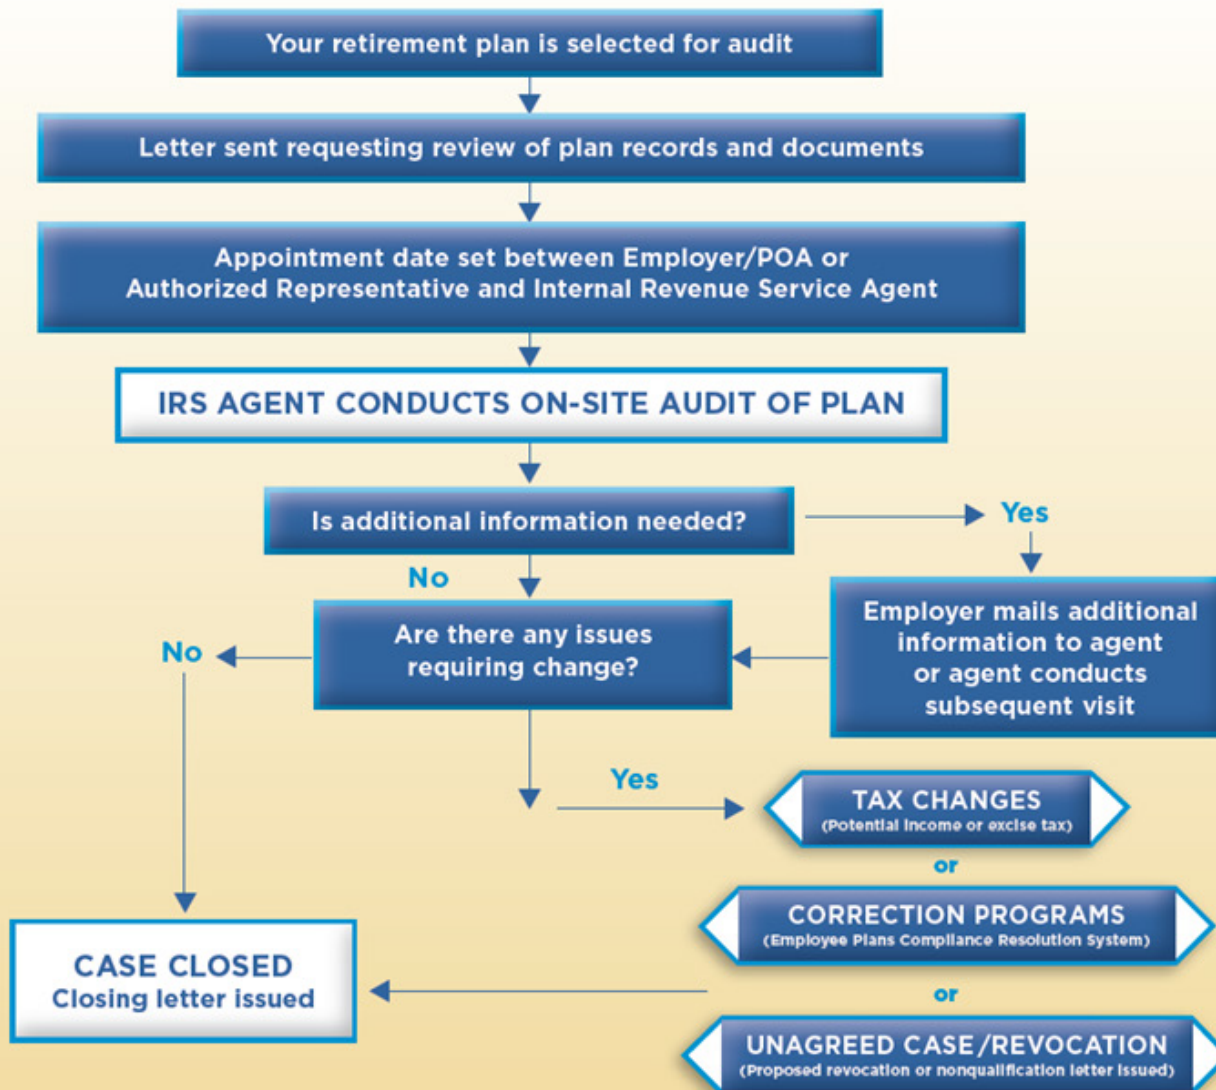 Your retirement plan is selected for audit
Letter sent requesting review of plan records and documents
Appointment date set between Employer/POA or
Authorized Representative and Internal Revenue Service Agent
IRS AGENT CONDUCTS ON-SITE AUDIT OF PLAN
Is additional information needed?
Yes
No
Employer mails additional
information to agent
or agent conducts
subsequent visit
Are there any issues
requiring change?
No
Yes
TAX CHANGES
(Potential income or excise tax)
or
CORRECTION PROGRAMS
(Employee Plans Compliance Resolution System)
or
UNAGREED CASE/REVOCATION
(Proposed revocation or nonqualification letter issued)
CASE CLOSED
Closing letter issued